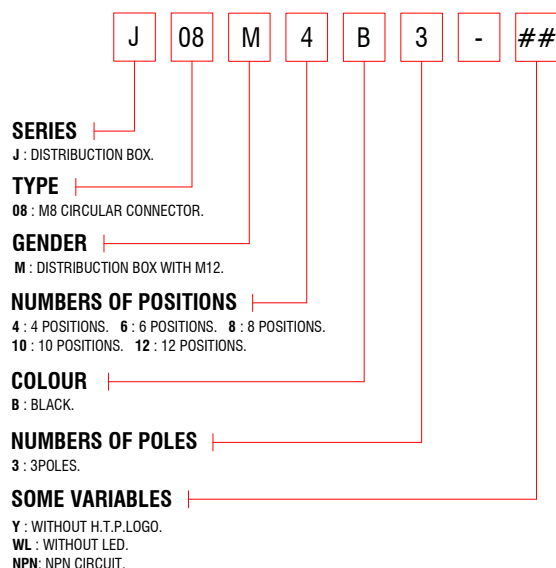 J 08 M 4 B 3 - ##
SERIES
J : DISTRIBUCTION BOX.
TYPE
08 : M8 CIRCULAR CONNECTOR.
GENDER
M : DISTRIBUCTION BOX WITH M12.
NUMBERS OF POSITIONS
4 : 4 POSITIONS. 6 : 6 POSITIONS. 8 : 8 POSITIONS.
10 : 10 POSITIONS. 12 : 12 POSITIONS.
COLOUR
B : BLACK.
NUMBERS OF POLES
3 : 3POLES.
SOME VARIABLES
Y : WITHOUT H.T.P.LOGO.
WL : WITHOUT LED.
NPN: NPN CIRCUIT.